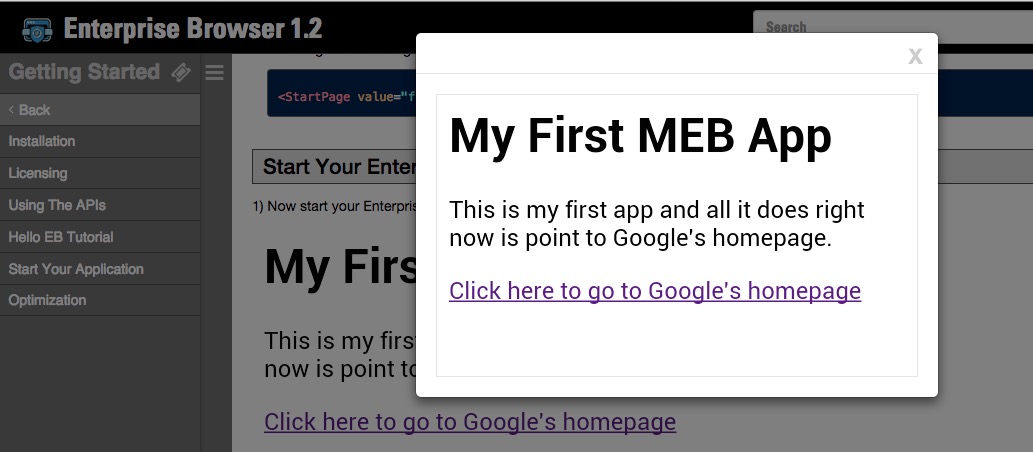 Enterprise Browser 1.2
Search
Getting Started
x
<StartPage value="f
< Back
Installation
Licensing
Using The APIs
Hello EB Tutorial
Start Your Application
Optimization
Start Your Enter
1) Now start your Enterpris
My Firs
This is my first
now is point to
Click here to go to Google's homepage
My First MEB App
This is my first app and all it does right
now is point to Google's homepage.
Click here to go to Google's homepage